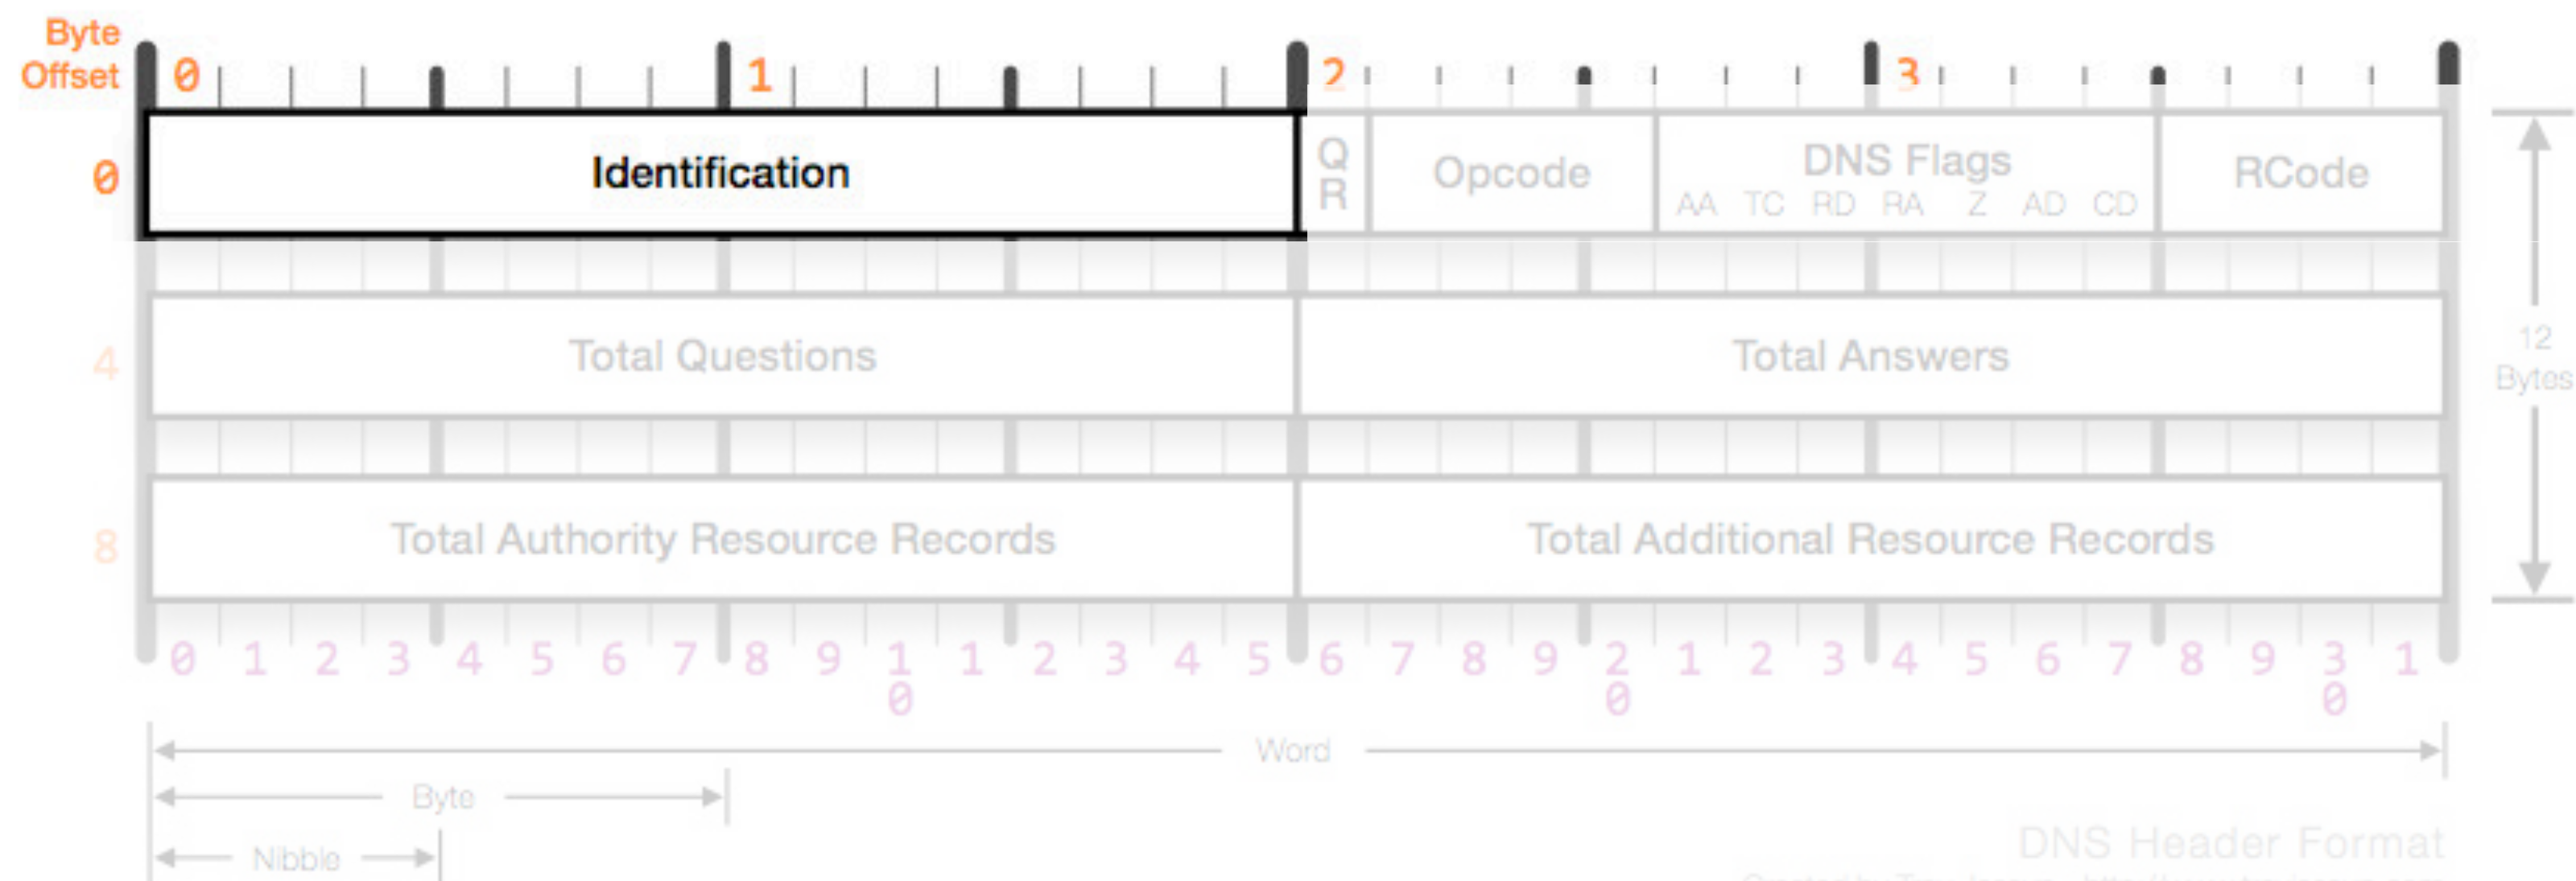 Byte
Offset
0 1 2 3
0
Identification
Q
R
Opcode
DNS Flags
AA TC RD RA Z AD CD
RCode
4
Total Questions
Total Answers
12
Bytes
8
Total Authority Resource Records
Total Additional Resource Records
0 1 2 3 4 5 6 7 8 9 1 1 2 3 4 5 6 7 8 9 2 1 2 3 4 5 6 7 8 9 3 1
0 0 0
Word
Byte
Nibble
DNS Header Format